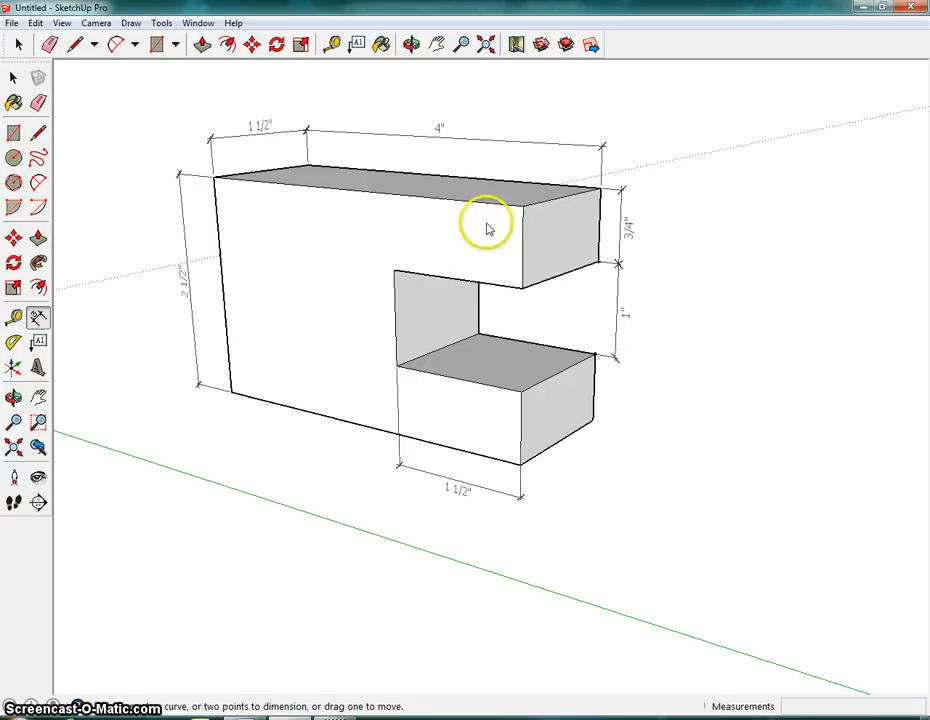 Untitled - SketchUp Pro
File Edit View Camera Draw Tools Window Help
1 1/2"
4"
3/4"
2 1/2"
1"
1 1/2"
Screencast-O-Matic.com
curve, or two points to dimension, or drag one to move.
Measurements